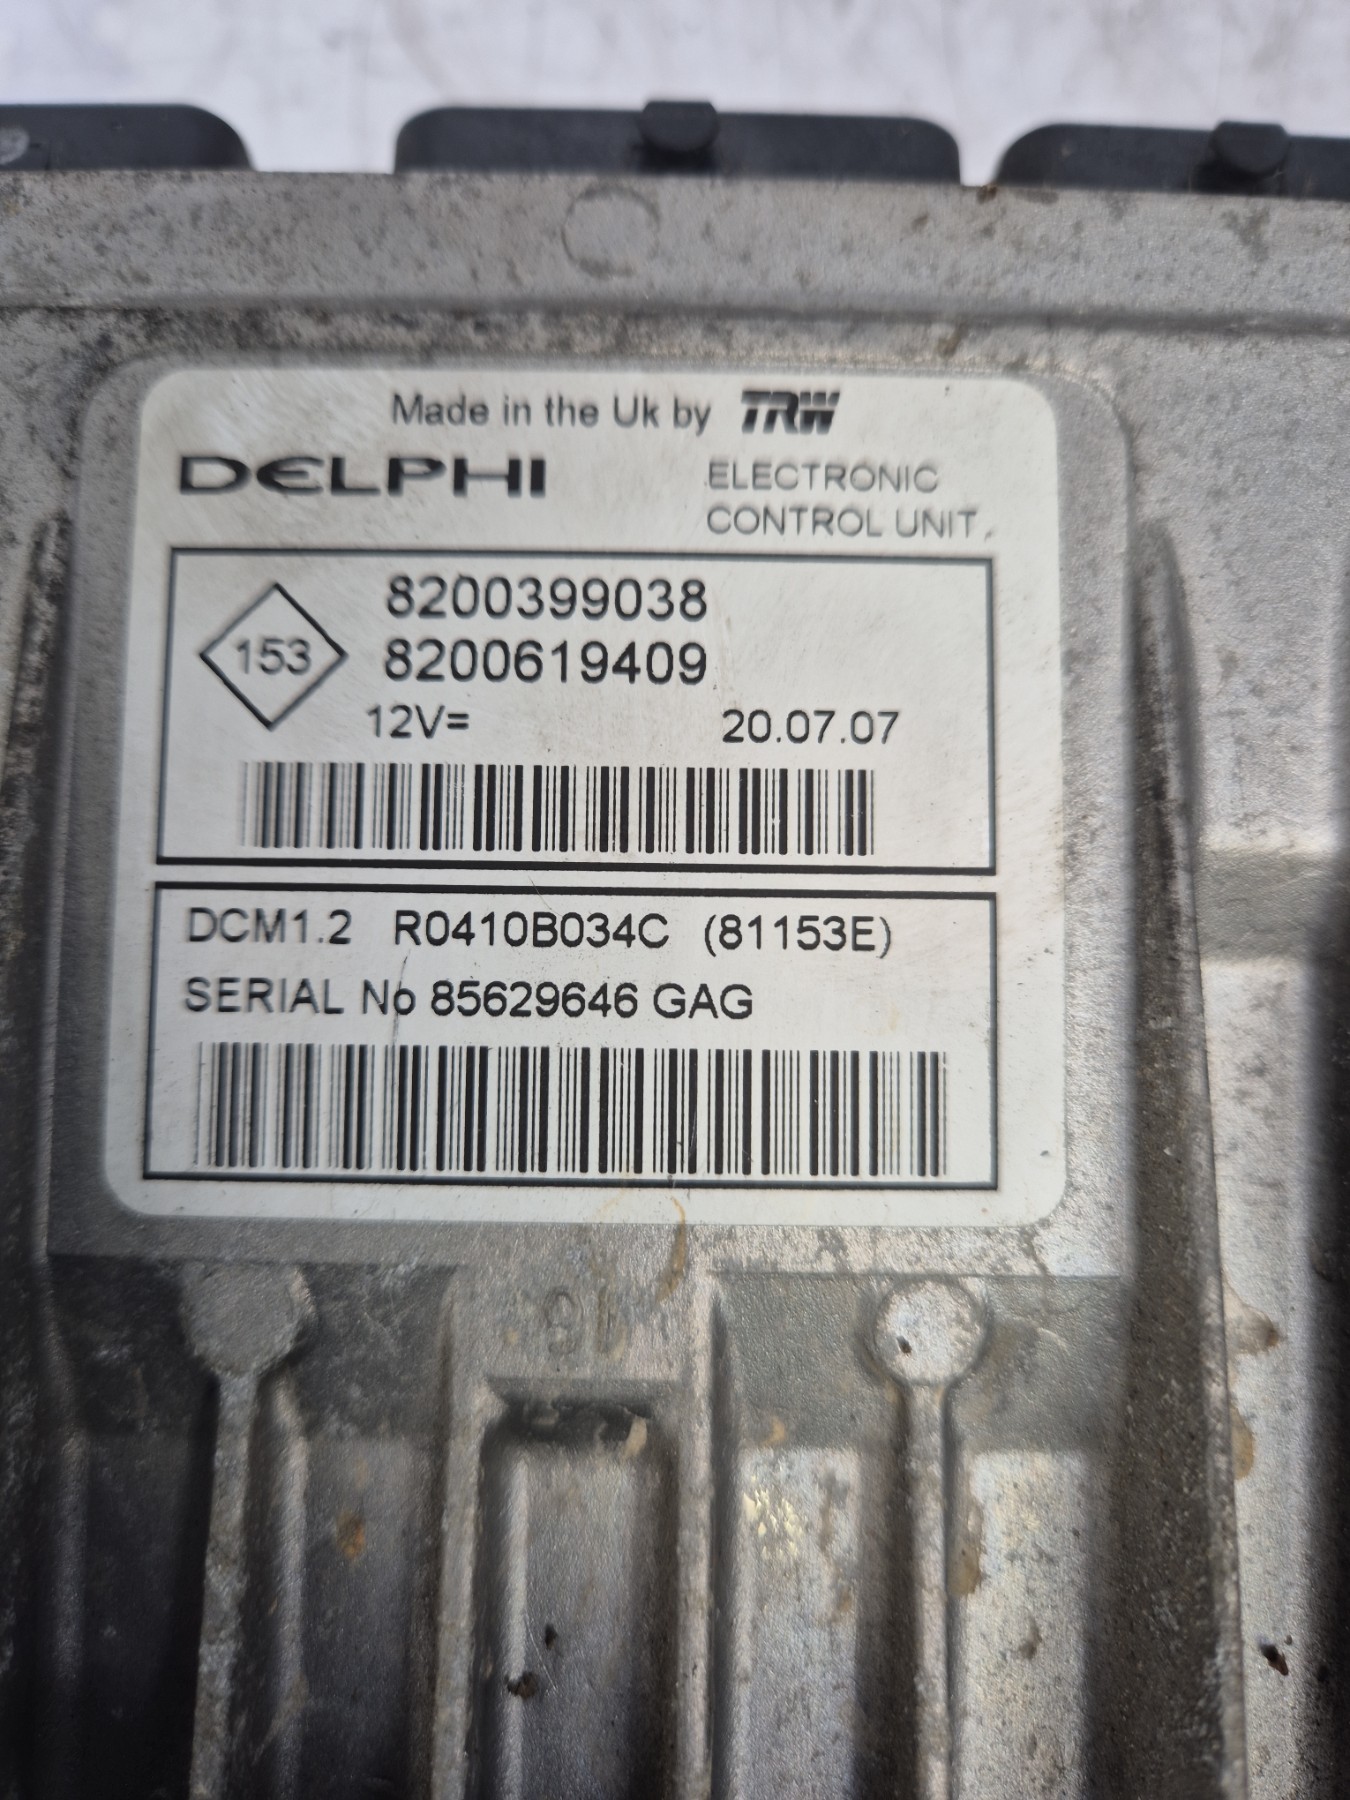 Made in the Uk by TRW
DELPHI
ELECTRONIC
CONTROL UNIT.
153
8200399038
8200619409
12V=
20.07.07
DCM1.2 R0410B034C (81153E)
SERIAL No 85629646 GAG